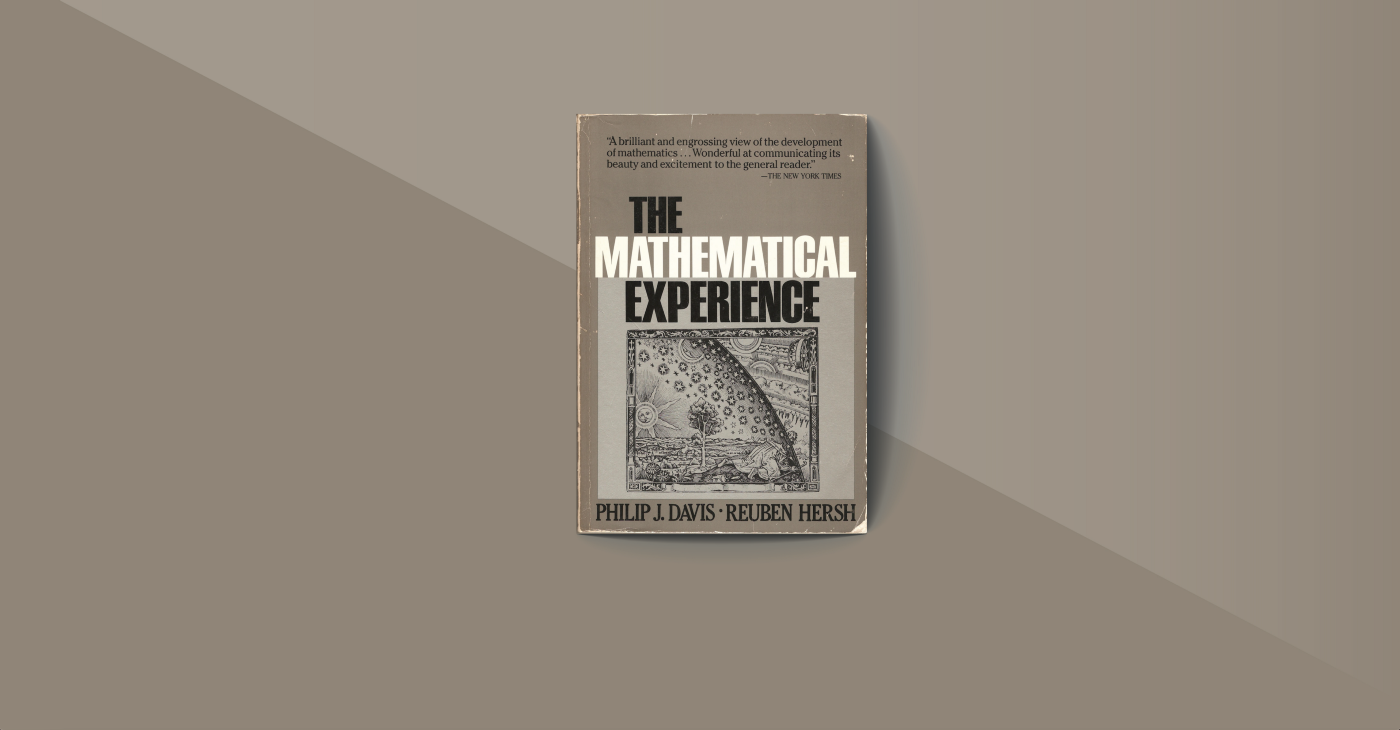 “A brilliant and engrossing view of the development
of mathematics . . . Wonderful at communicating its
beauty and excitement to the general reader.”
—THE NEW YORK TIMES
THE
MATHEMATICAL
EXPERIENCE
PHILIP J. DAVIS · REUBEN HERSH